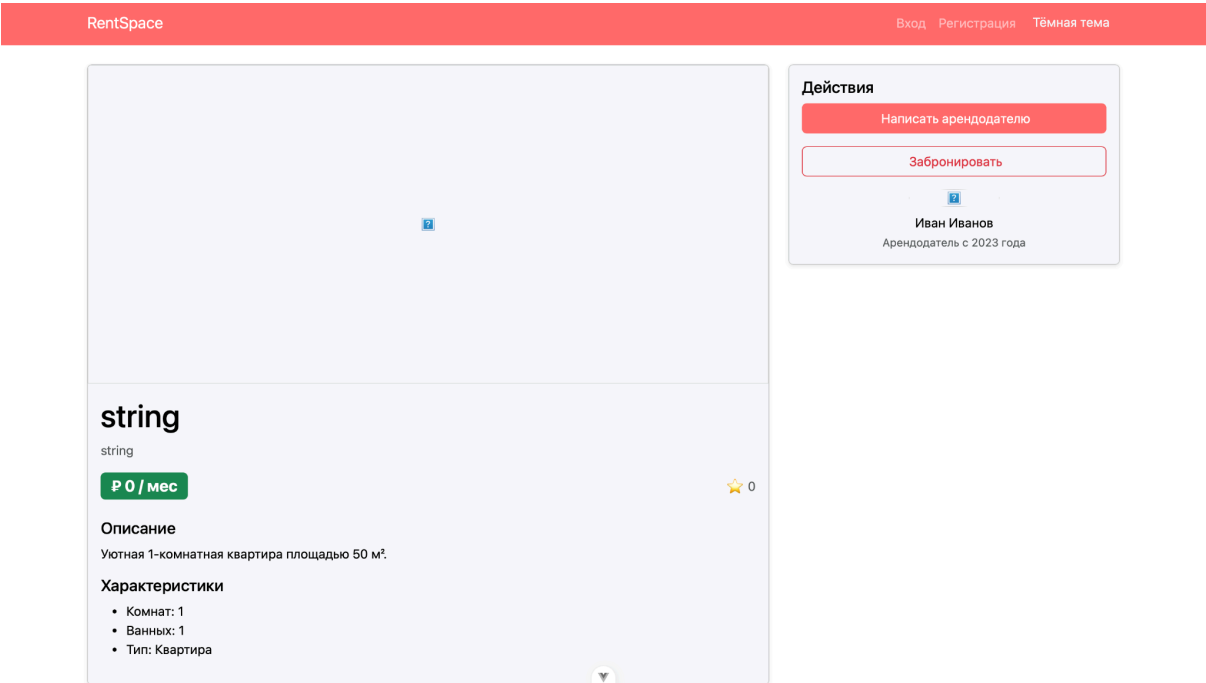 RentSpace
Вход Регистрация Тёмная тема
string
string
₽ 0 / мес
⭐ 0
Описание
Уютная 1-комнатная квартира площадью 50 м².
Характеристики
• Комнат: 1
• Ванных: 1
• Тип: Квартира
Действия
Написать арендодателю
Забронировать
Иван Иванов
Арендодатель с 2023 года